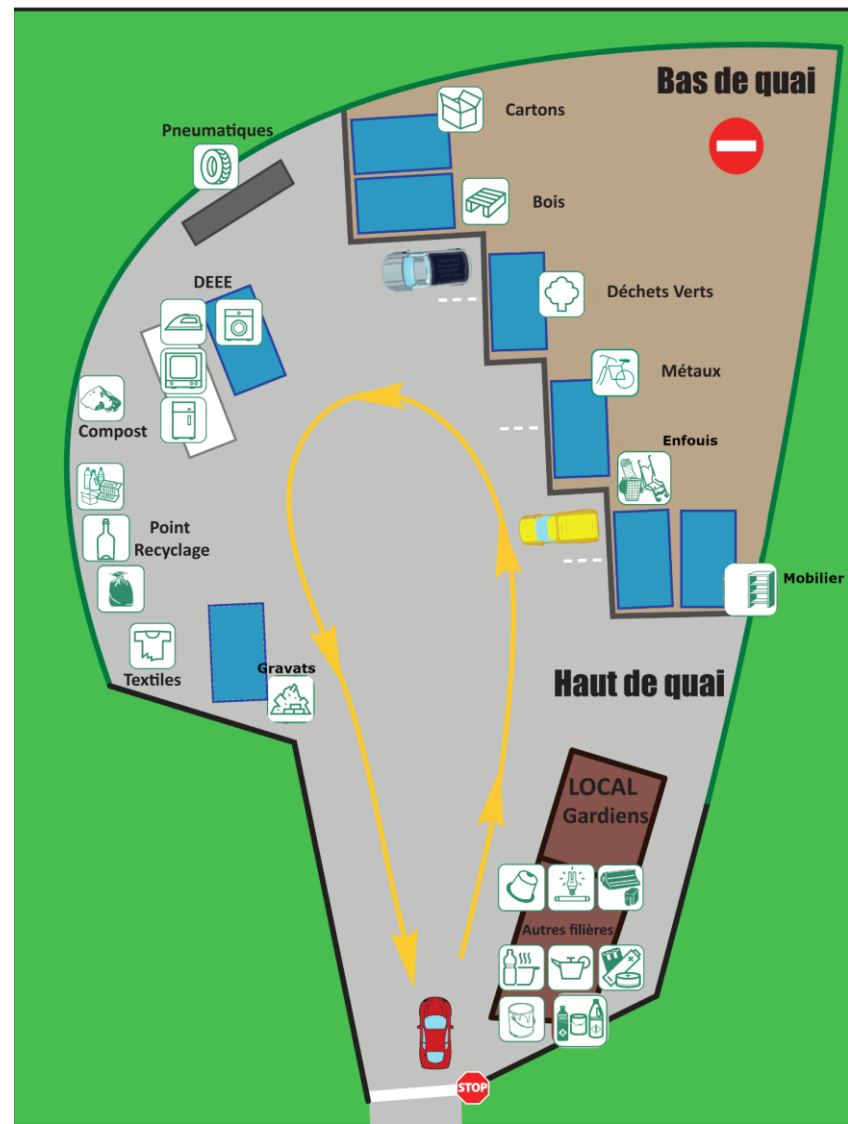 Bas de quai
Cartons
Pneumatiques
Bois
DEEE
Déchets Verts
Métaux
Compost
Enfouis
Point
Recyclage
Mobilier
Gravats
Textiles
Haut de quai
LOCAL
Gardiens
Autres filières
STOP